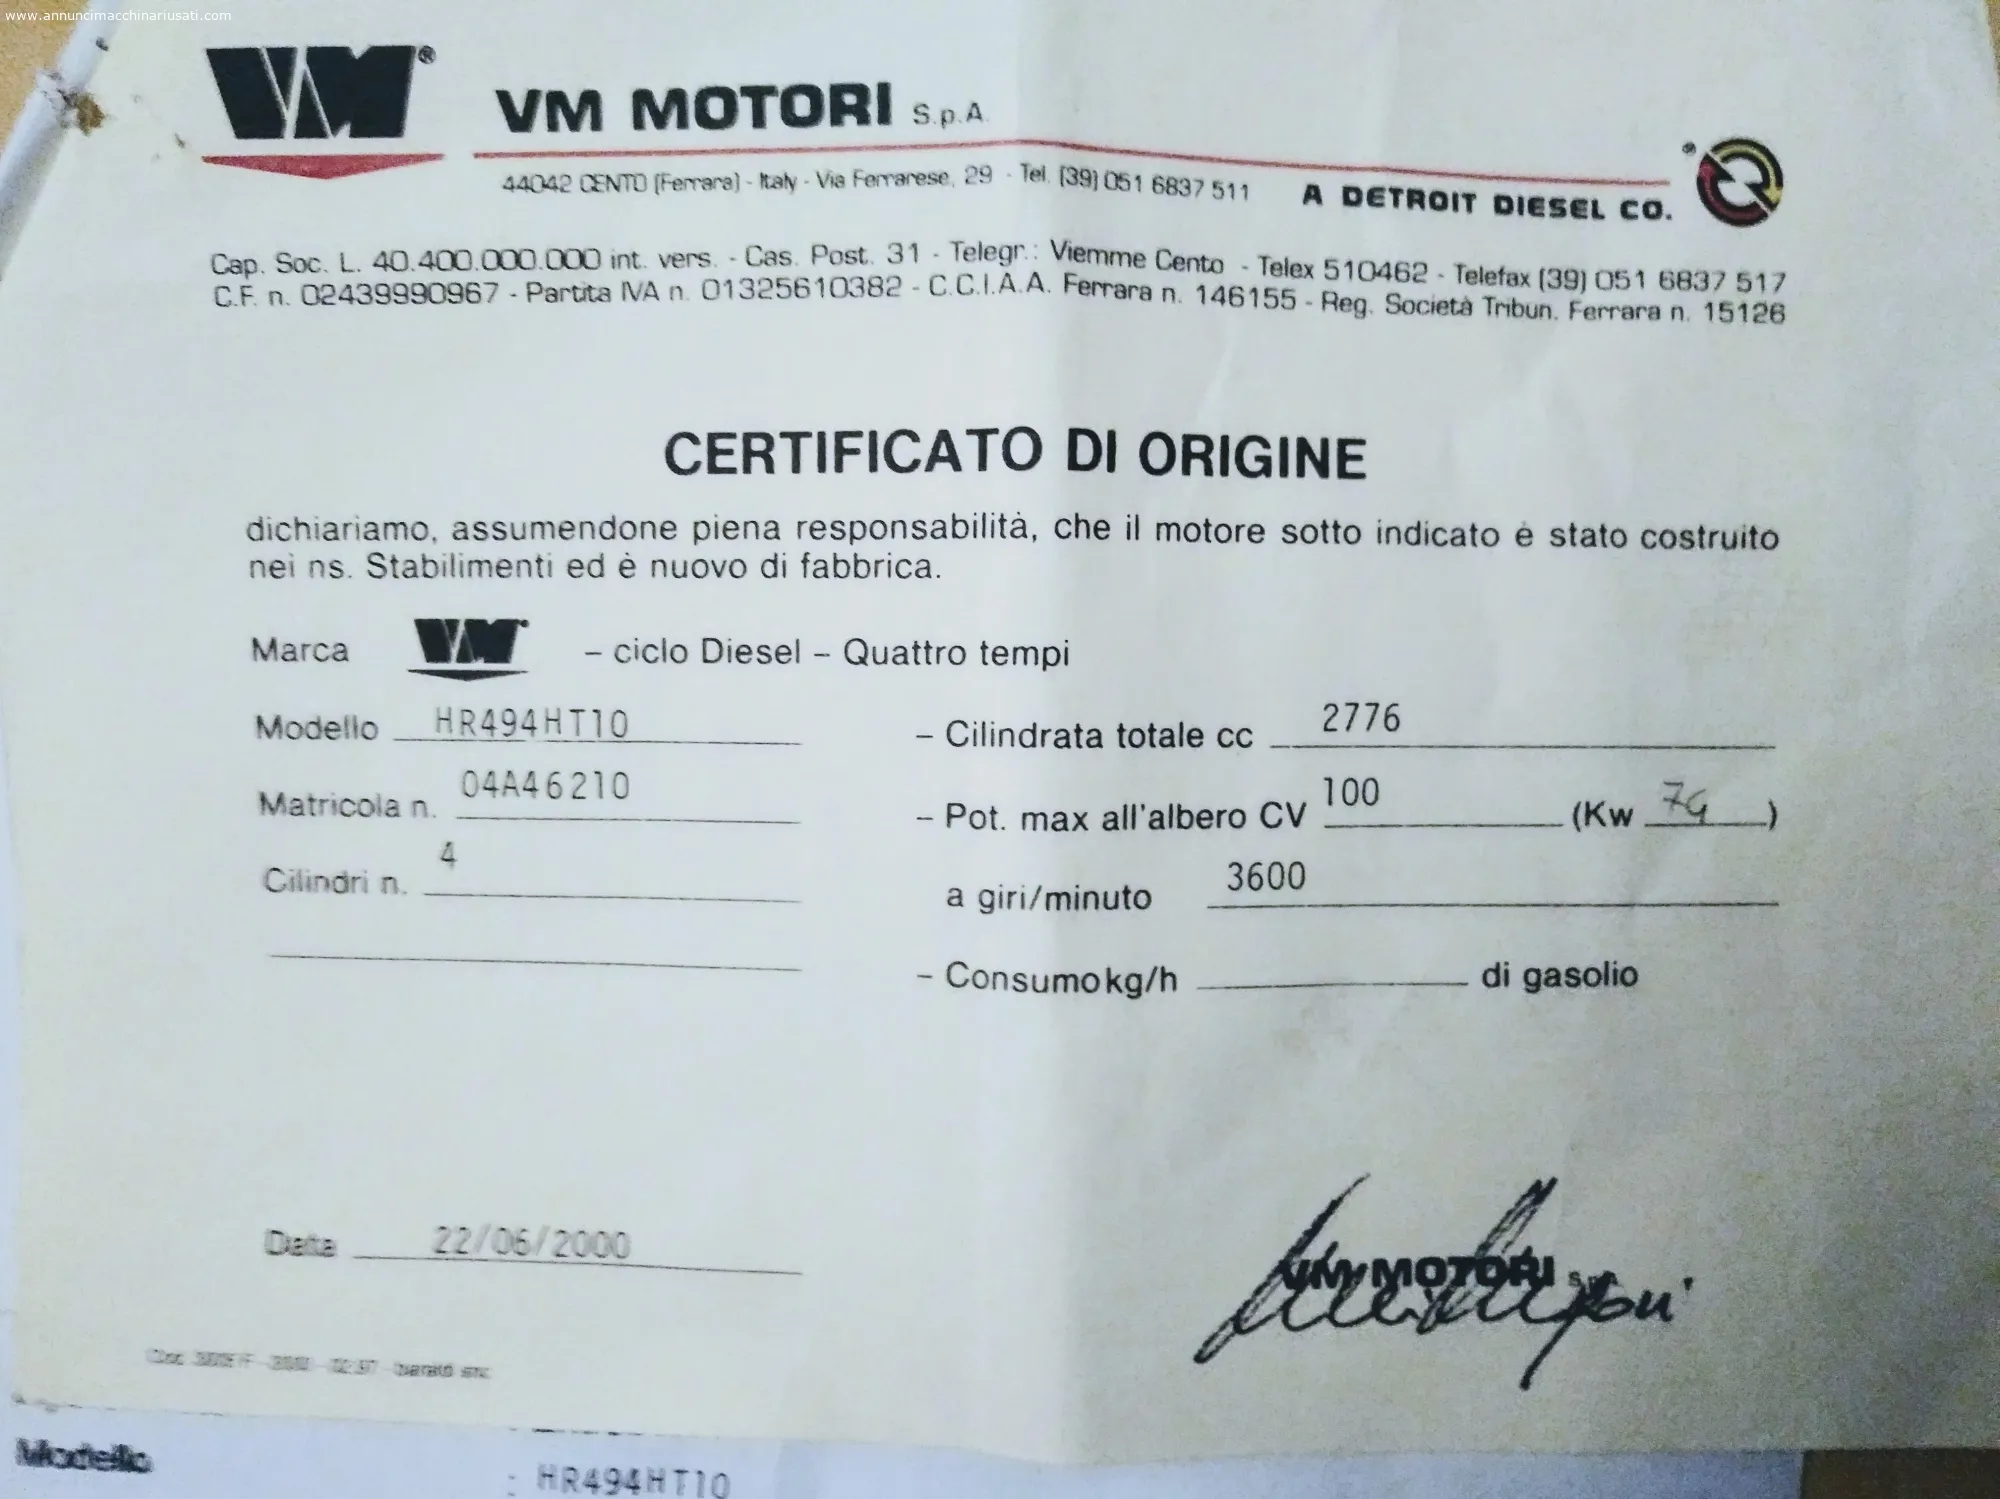 www.annuncimacchinariusati.com
VM®
VM MOTORI S.p.A.
44042 CENTO (Ferrara) - Italy - Via Ferrarese, 29 - Tel. (39) 051 6837 511
A DETROIT DIESEL CO. ®
Cap. Soc. L. 40.400.000.000 int. vers. - Cas. Post. 31 - Telegr.: Viemme Cento - Telex 510462 - Telefax (39) 051 6837 517
C.F. n. 02439990967 - Partita IVA n. 01325610382 - C.C.I.A.A. Ferrara n. 146155 - Reg. Società Tribun. Ferrara n. 15126
CERTIFICATO DI ORIGINE
dichiariamo, assumendone piena responsabilità, che il motore sotto indicato è stato costruito
nei ns. Stabilimenti ed è nuovo di fabbrica.
Marca VM – ciclo Diesel – Quattro tempi
Modello HR494HT10 – Cilindrata totale cc 2776
Matricola n. 04A46210 – Pot. max all'albero CV 100 (Kw 74)
Cilindri n. 4 a giri/minuto 3600
– Consumo kg/h di gasolio
Data 22/06/2000
VM MOTORI
Modello : HR494HT10